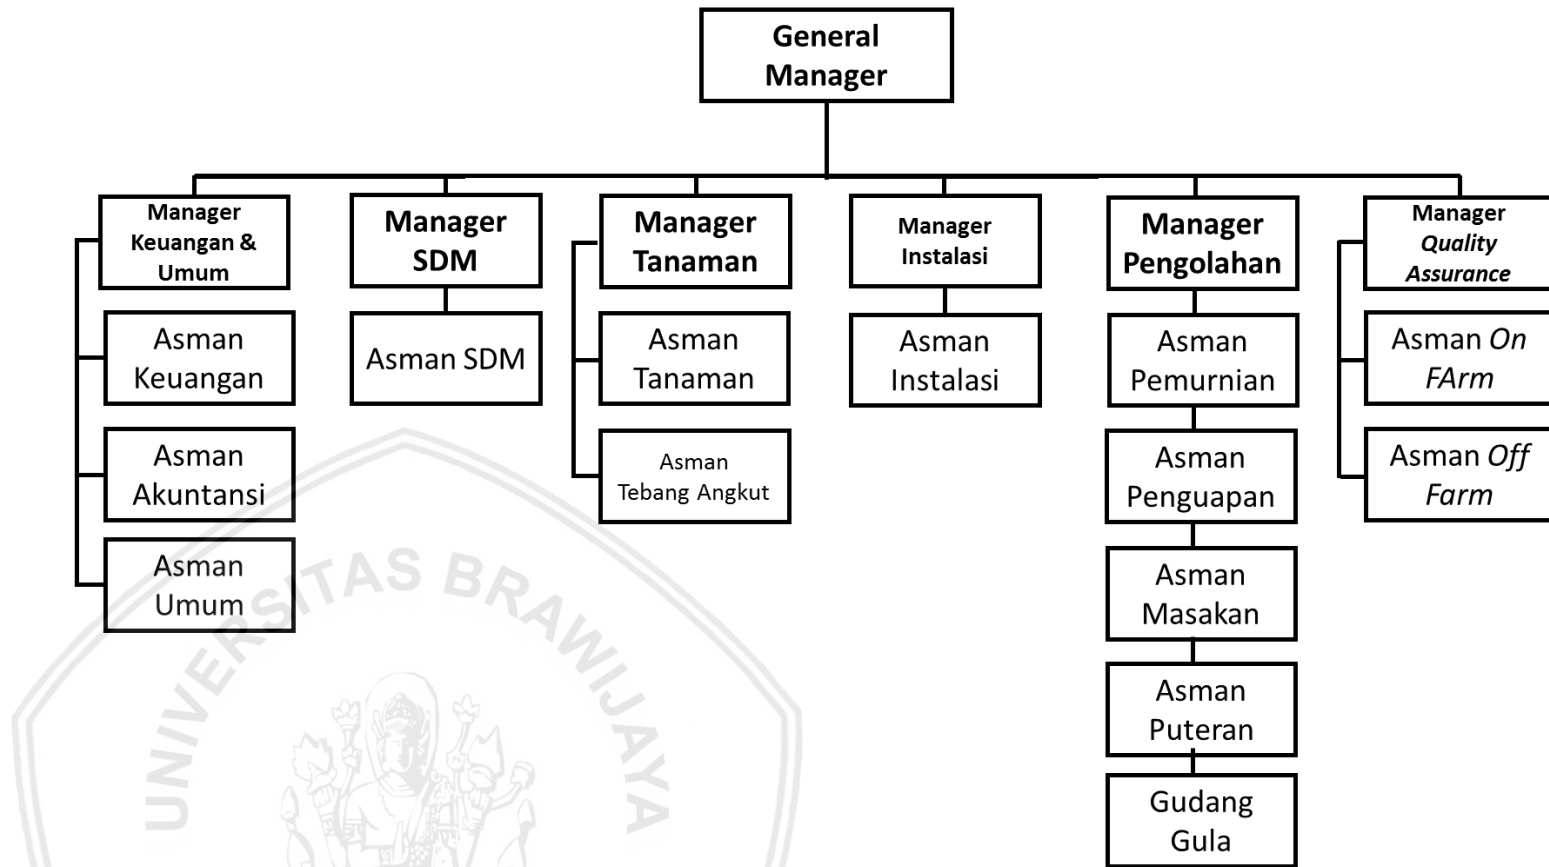 General
Manager
Manager
Keuangan &
Umum
Manager
SDM
Manager
Tanaman
Manager
Instalasi
Manager
Pengolahan
Manager
Quality
Assurance
Asman
Keuangan
Asman SDM
Asman
Tanaman
Asman
Instalasi
Asman
Pemurnian
Asman On
FArm
Asman
Akuntansi
Asman
Tebang Angkut
Asman
Penguapan
Asman Off
Farm
Asman
Umum
Asman
Masakan
Asman
Puteran
Gudang
Gula
UNIVERSITAS BRAWIJAYA